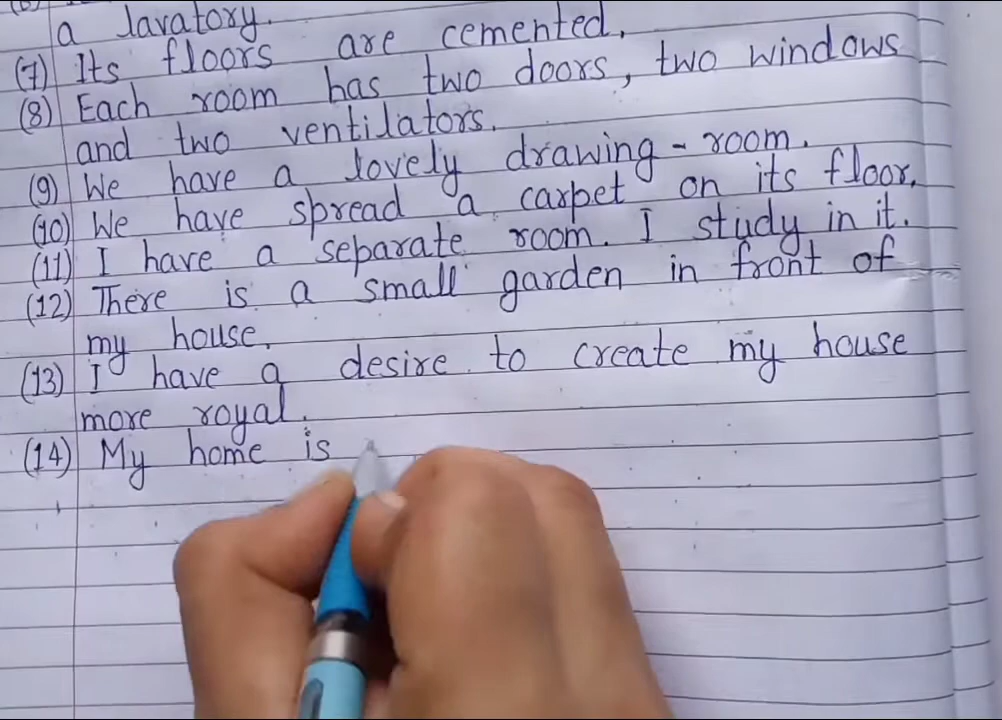 a lavatory.
(7) Its floors are cemented.
(8) Each room has two doors, two windows
and two ventilators.
(9) We have a lovely drawing-room.
(10) We have spread a carpet on its floor.
(11) I have a separate room. I study in it.
(12) There is a small garden in front of
my house.
(13) I have a desire to create my house
more royal.
(14) My home is